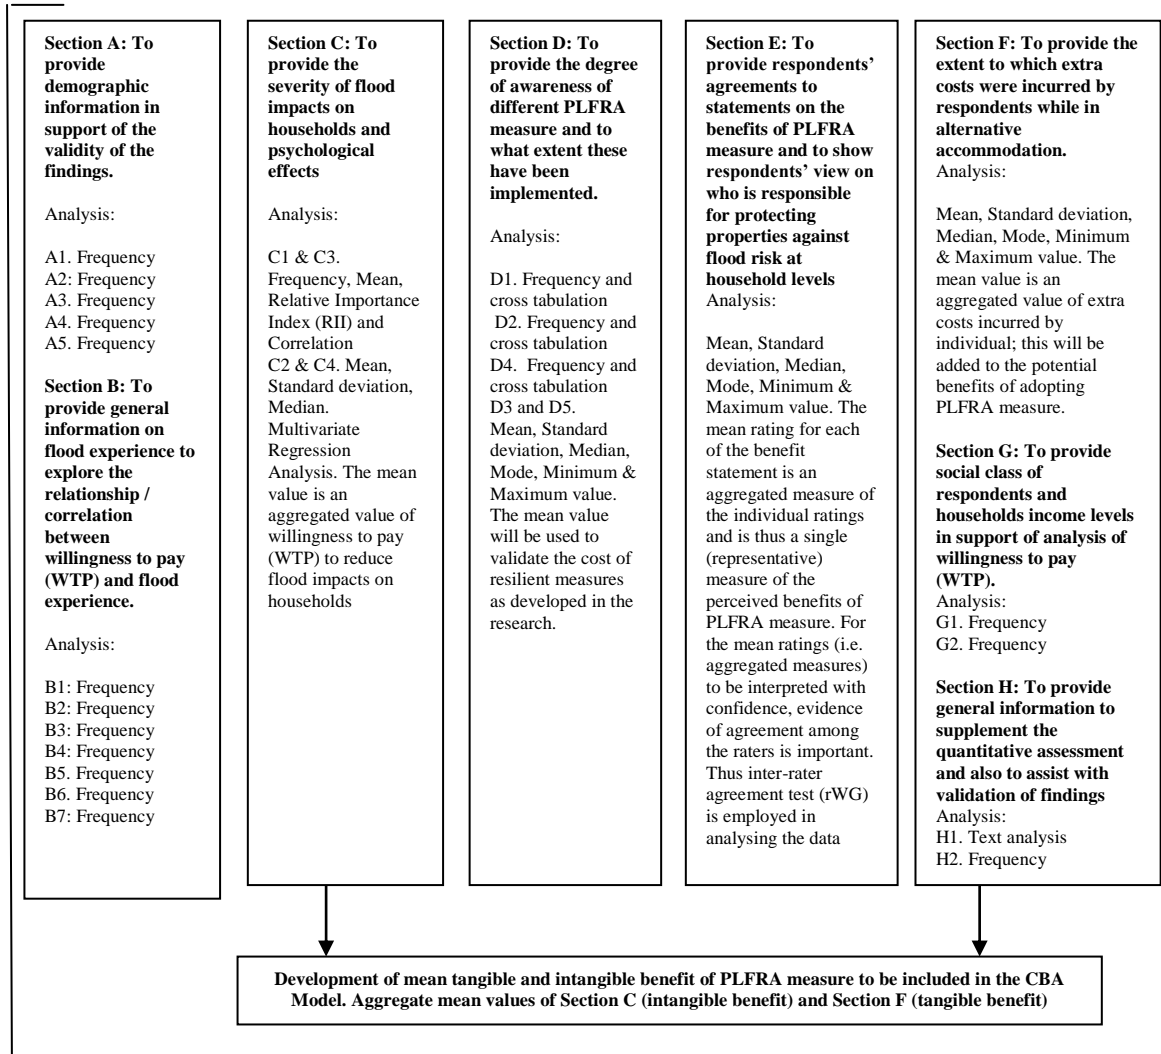 Section A: To
provide
demographic
information in
support of the
validity of the
findings.
Analysis:
A1. Frequency
A2: Frequency
A3. Frequency
A4. Frequency
A5. Frequency
Section B: To
provide general
information on
flood experience to
explore the
relationship /
correlation
between
willingness to pay
(WTP) and flood
experience.
Analysis:
B1: Frequency
B2: Frequency
B3: Frequency
B4: Frequency
B5. Frequency
B6. Frequency
B7: Frequency
Section C: To
provide the
severity of flood
impacts on
households and
psychological
effects
Analysis:
C1 & C3.
Frequency, Mean,
Relative Importance
Index (RII) and
Correlation
C2 & C4. Mean,
Standard deviation,
Median.
Multivariate
Regression
Analysis. The mean
value is an
aggregated value of
willingness to pay
(WTP) to reduce
flood impacts on
households
Section D: To
provide the degree
of awareness of
different PLFRA
measure and to
what extent these
have been
implemented.
Analysis:
D1. Frequency and
cross tabulation
D2. Frequency and
cross tabulation
D4. Frequency and
cross tabulation
D3 and D5.
Mean, Standard
deviation, Median,
Mode, Minimum &
Maximum value.
The mean value
will be used to
validate the cost of
resilient measures
as developed in the
research.
Section E: To
provide respondents'
agreements to
statements on the
benefits of PLFRA
measure and to show
respondents' view on
who is responsible
for protecting
properties against
flood risk at
household levels
Analysis:
Mean, Standard
deviation, Median,
Mode, Minimum &
Maximum value. The
mean rating for each
of the benefit
statement is an
aggregated measure of
the individual ratings
and is thus a single
(representative)
measure of the
perceived benefits of
PLFRA measure. For
the mean ratings (i.e.
aggregated measures)
to be interpreted with
confidence, evidence
of agreement among
the raters is important.
Thus inter-rater
agreement test (rWG)
is employed in
analysing the data
Section F: To provide the
extent to which extra
costs were incurred by
respondents while in
alternative
accommodation.
Analysis:
Mean, Standard deviation,
Median, Mode, Minimum
& Maximum value. The
mean value is an
aggregated value of extra
costs incurred by
individual; this will be
added to the potential
benefits of adopting
PLFRA measure.
Section G: To provide
social class of
respondents and
households income levels
in support of analysis of
willingness to pay
(WTP).
Analysis:
G1. Frequency
G2. Frequency
Section H: To provide
general information to
supplement the
quantitative assessment
and also to assist with
validation of findings
Analysis:
H1. Text analysis
H2. Frequency
Development of mean tangible and intangible benefit of PLFRA measure to be included in the CBA
Model. Aggregate mean values of Section C (intangible benefit) and Section F (tangible benefit)